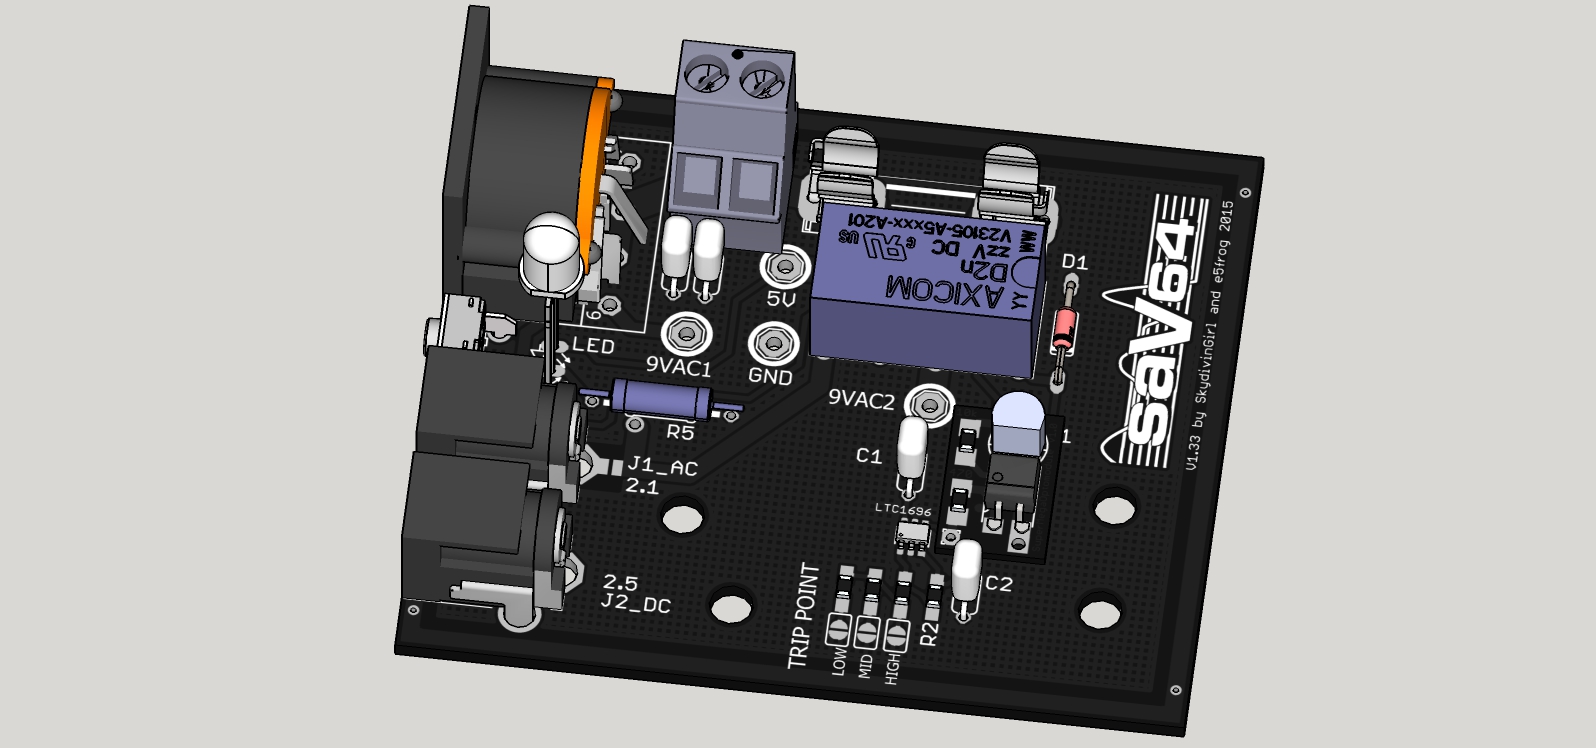 AXICOM
D2n
ZZV DC
V23105-A5xxx-A201
WW
YY
c
US
D1
5V
9VAC1
GND
9VAC2
LED
6
R5
J1_AC
2.1
C1
1
LTC1696
2.5
J2_DC
C2
R2
TRIP POINT
LOW
MID
HIGH
saV64
V1.33 by SkydivinGirl and e5frog 2015